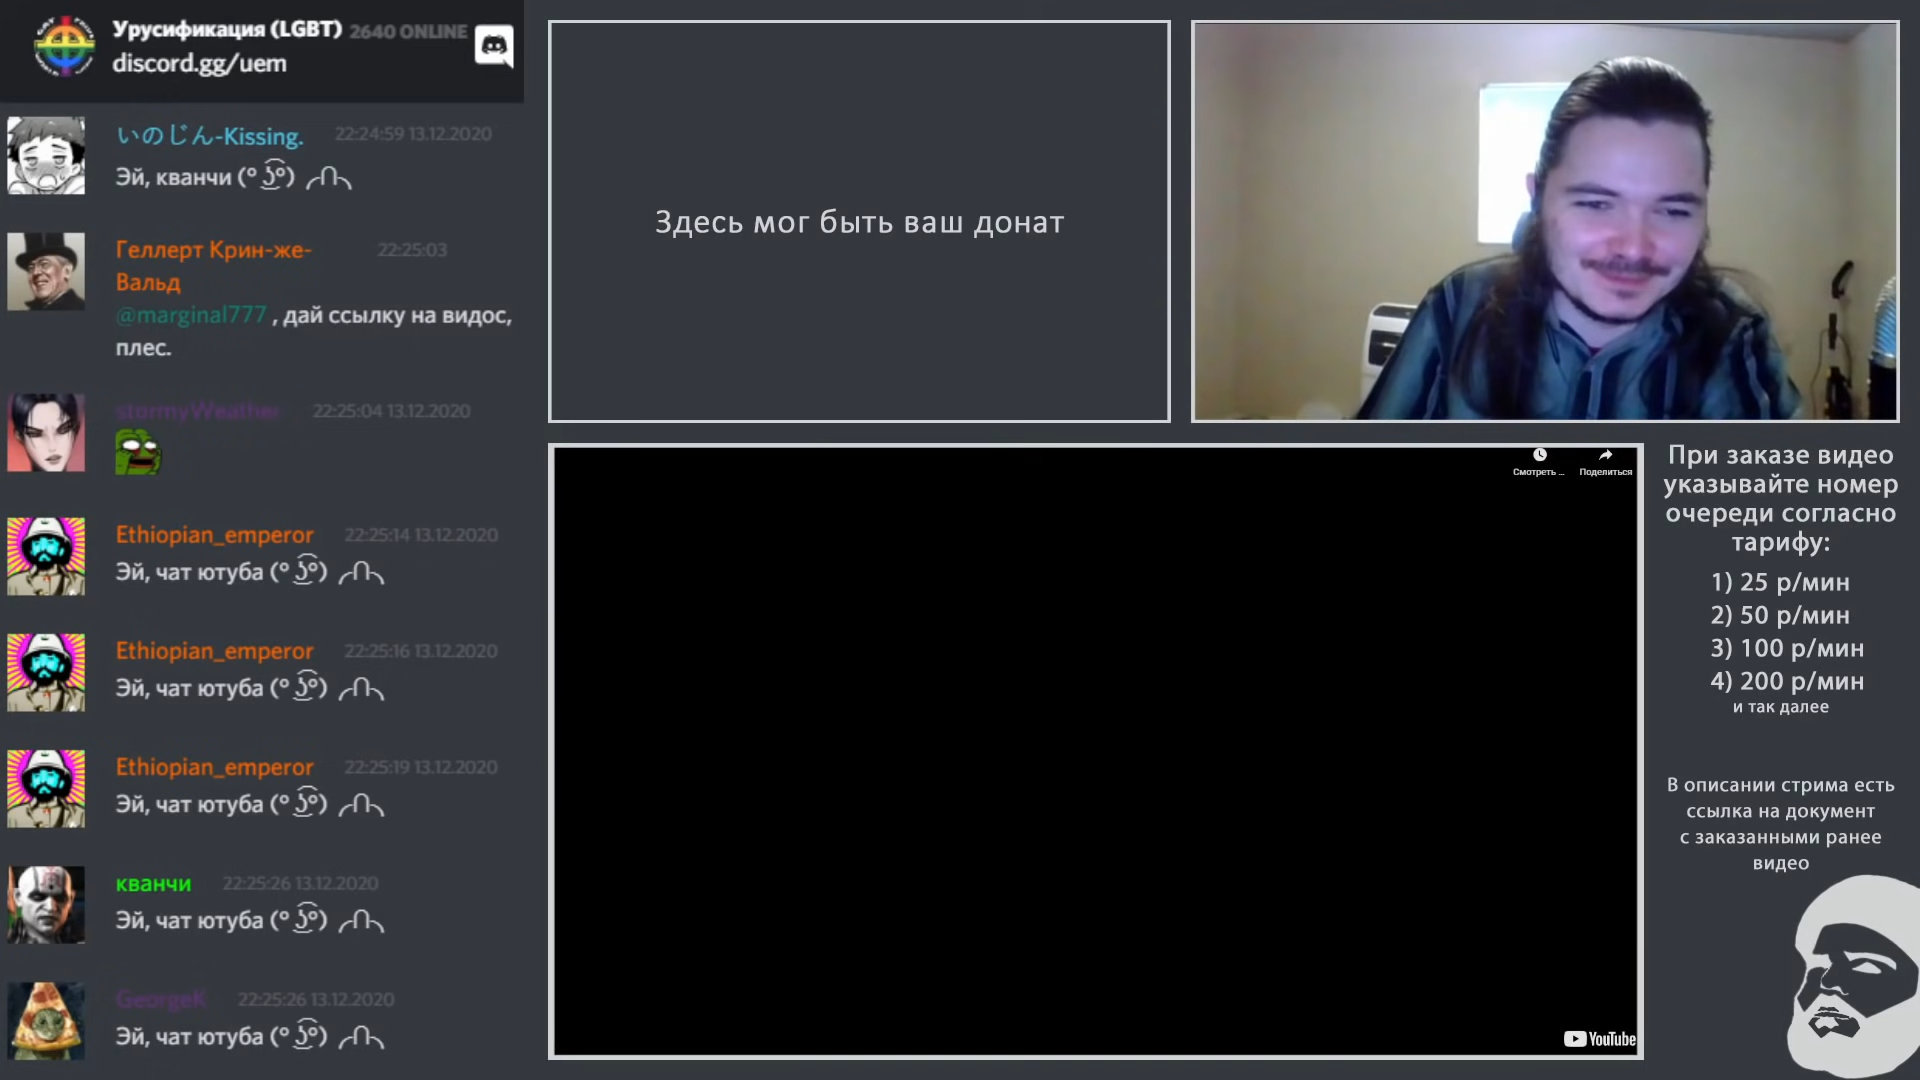 Урусификация (LGBT) 2640 ONLINE
discord.gg/uem
いのじん-Kissing. 22:24:59 13.12.2020
Эй, кванчи (° ͜ʖ͡°) ╭∩╮
Геллерт Крин-же- 22:25:03
Вальд
@marginal777 , дай ссылку на видос,
плес.
stormyWeather 22:25:04 13.12.2020
Ethiopian_emperor 22:25:14 13.12.2020
Эй, чат ютуба (° ͜ʖ͡°) ╭∩╮
Ethiopian_emperor 22:25:16 13.12.2020
Эй, чат ютуба (° ͜ʖ͡°) ╭∩╮
Ethiopian_emperor 22:25:19 13.12.2020
Эй, чат ютуба (° ͜ʖ͡°) ╭∩╮
кванчи 22:25:26 13.12.2020
Эй, чат ютуба (° ͜ʖ͡°) ╭∩╮
GeorgeK 22:25:26 13.12.2020
Эй, чат ютуба (° ͜ʖ͡°) ╭∩╮
Здесь мог быть ваш донат
Смотреть ... Поделиться
YouTube
При заказе видео
указывайте номер
очереди согласно
тарифу:
1) 25 р/мин
2) 50 р/мин
3) 100 р/мин
4) 200 р/мин
и так далее
В описании стрима есть
ссылка на документ
с заказанными ранее
видео